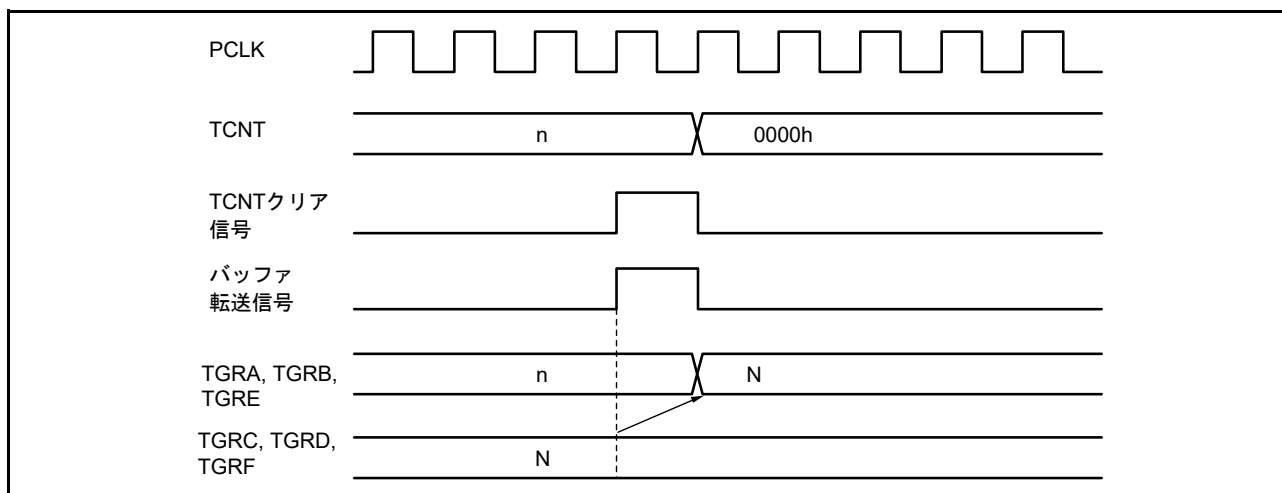 PCLK
TCNT
n
0000h
TCNTクリア
信号
バッファ
転送信号
TGRA, TGRB,
TGRE
n
N
TGRC, TGRD,
TGRF
N